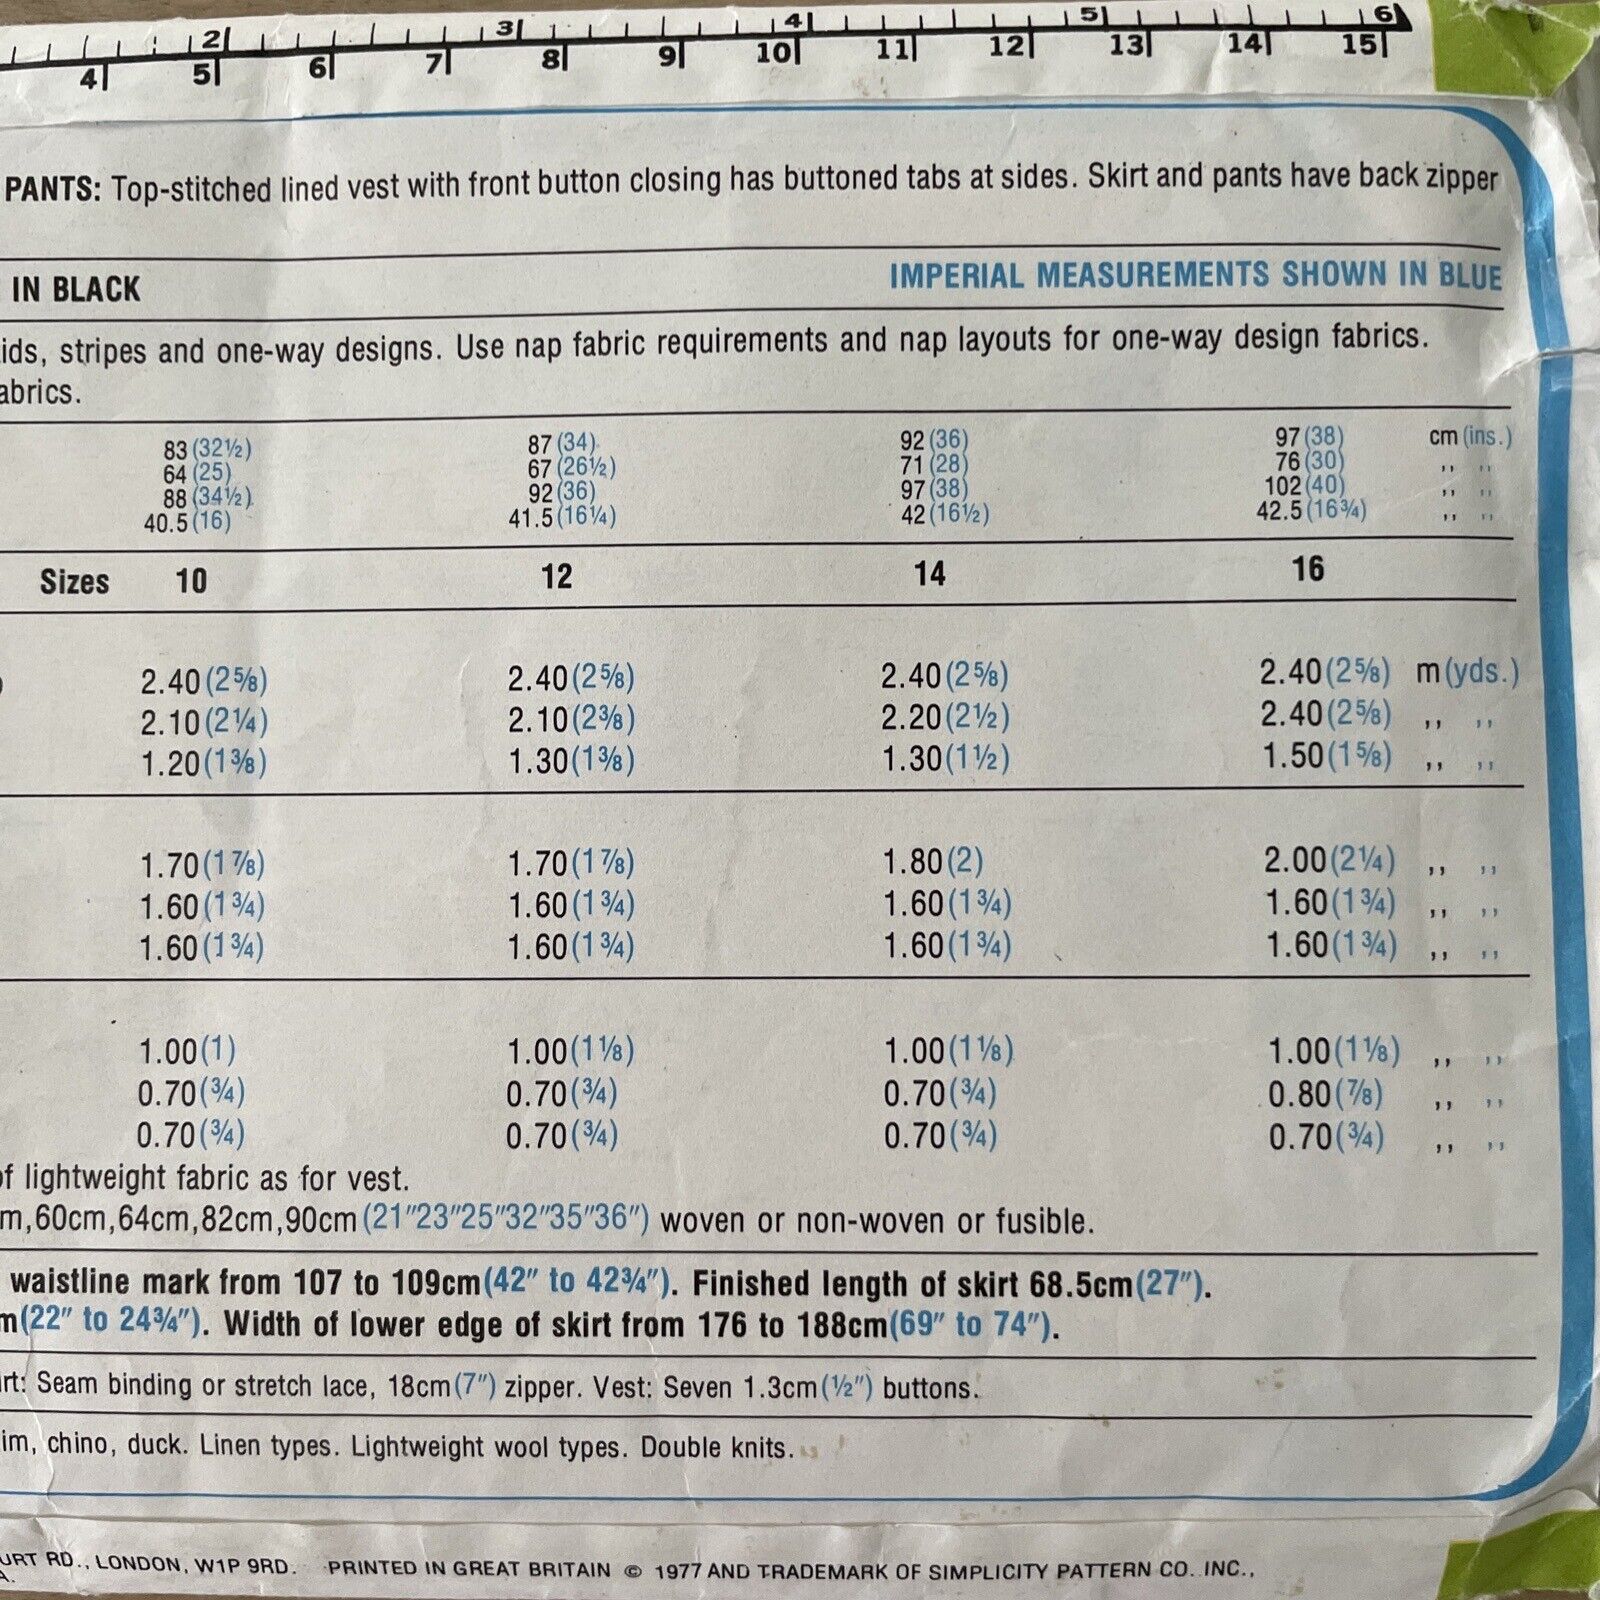 2 3 4 5 6
4 5 6 7 8 9 10 11 12 13 14 15
PANTS: Top-stitched lined vest with front button closing has buttoned tabs at sides. Skirt and pants have back zipper
IN BLACK IMPERIAL MEASUREMENTS SHOWN IN BLUE
ids, stripes and one-way designs. Use nap fabric requirements and nap layouts for one-way design fabrics.
abrics.
83(32½) 87(34) 92(36) 97(38) cm(ins.)
64(25) 67(26½) 71(28) 76(30) ,, ,,
88(34½) 92(36) 97(38) 102(40) ,, ,,
40.5(16) 41.5(16¼) 42(16½) 42.5(16¾) ,, ,,
Sizes 10 12 14 16
2.40(2⅝) 2.40(2⅝) 2.40(2⅝) 2.40(2⅝) m(yds.)
2.10(2¼) 2.10(2⅜) 2.20(2½) 2.40(2⅝) ,, ,,
1.20(1⅜) 1.30(1⅜) 1.30(1½) 1.50(1⅝) ,, ,,
1.70(1⅞) 1.70(1⅞) 1.80(2) 2.00(2¼) ,, ,,
1.60(1¾) 1.60(1¾) 1.60(1¾) 1.60(1¾) ,, ,,
1.60(1¾) 1.60(1¾) 1.60(1¾) 1.60(1¾) ,, ,,
1.00(1) 1.00(1⅛) 1.00(1⅛) 1.00(1⅛) ,, ,,
0.70(¾) 0.70(¾) 0.70(¾) 0.80(⅞) ,, ,,
0.70(¾) 0.70(¾) 0.70(¾) 0.70(¾) ,, ,,
of lightweight fabric as for vest.
m,60cm,64cm,82cm,90cm(21″23″25″32″35″36″) woven or non-woven or fusible.
waistline mark from 107 to 109cm(42″ to 42¾″). Finished length of skirt 68.5cm(27″).
m(22″ to 24¾″). Width of lower edge of skirt from 176 to 188cm(69″ to 74″).
rt: Seam binding or stretch lace, 18cm(7″) zipper. Vest: Seven 1.3cm(½″) buttons.
im, chino, duck. Linen types. Lightweight wool types. Double knits.
URT RD., LONDON, W1P 9RD. PRINTED IN GREAT BRITAIN © 1977 AND TRADEMARK OF SIMPLICITY PATTERN CO. INC.,
A.